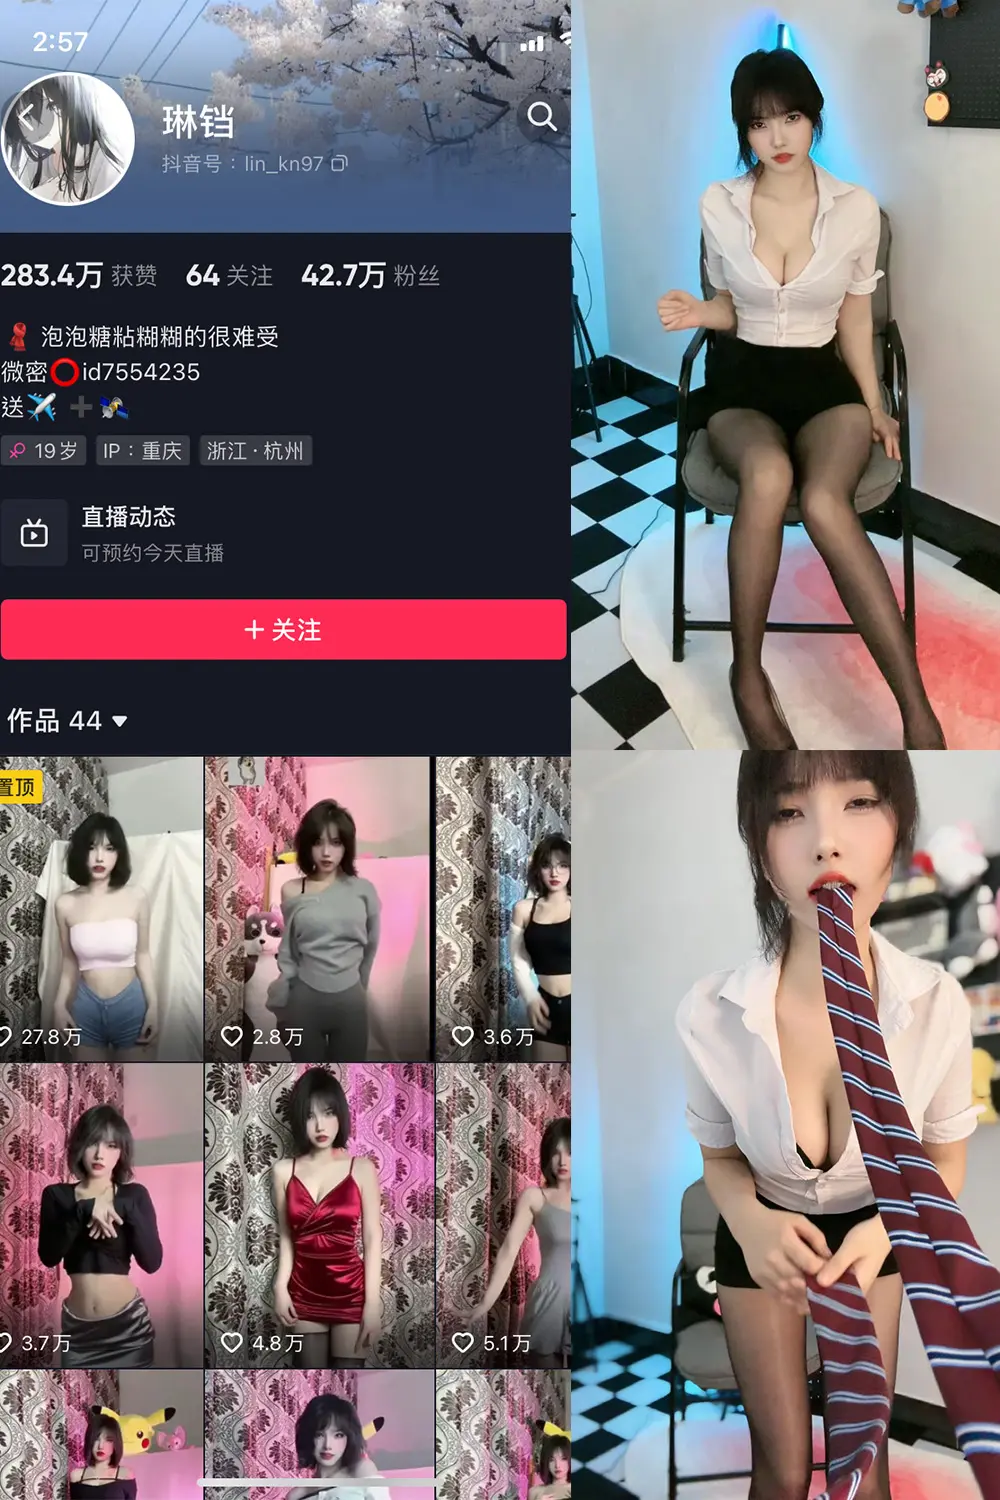 2:57
琳铛
抖音号：lin_kn97
283.4万 获赞 64 关注 42.7万 粉丝
泡泡糖粘糊糊的很难受
微密⭕id7554235
送✈️➕🛰️
19岁 IP：重庆 浙江·杭州
直播动态
可预约今天直播
+ 关注
作品 44
置顶
27.8万 2.8万 3.6万
3.7万 4.8万 5.1万